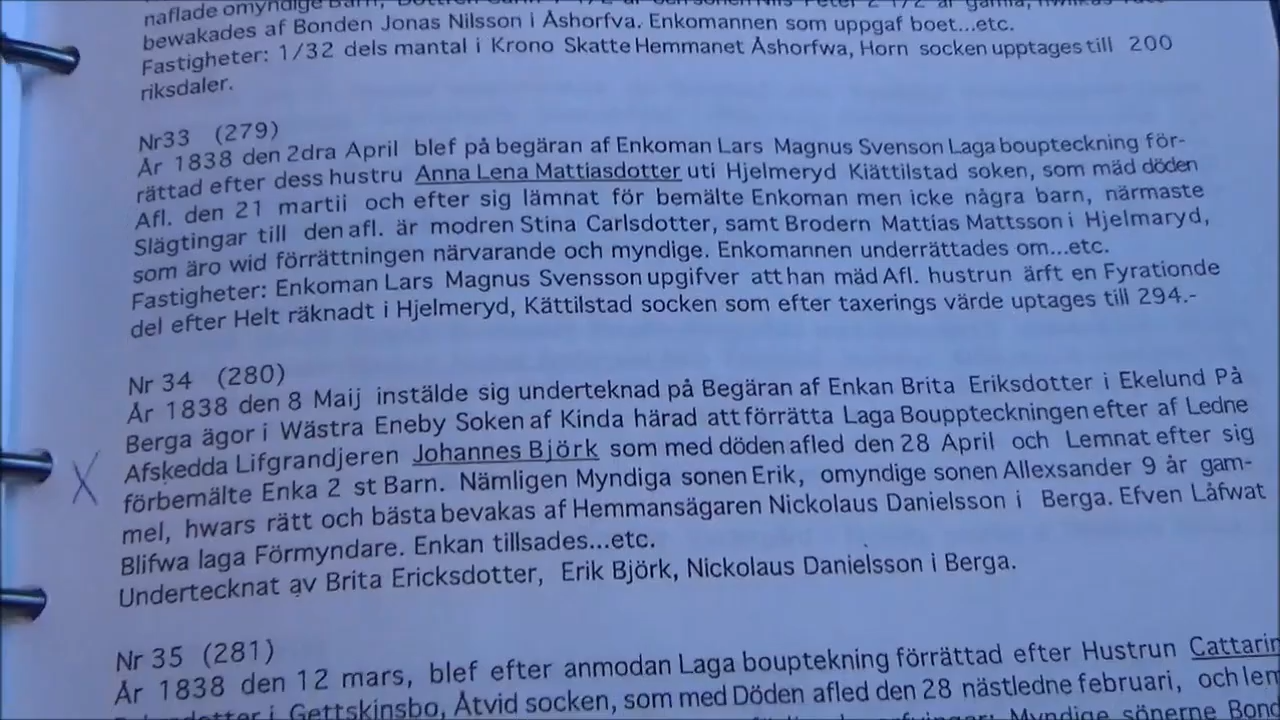 naflade omyndige Barn,
bewakades af Bonden Jonas Nilsson i Åshorfva. Enkomannen som uppgaf boet...etc.
Fastigheter: 1/32 dels mantal i Krono Skatte Hemmanet Åshorfwa, Horn socken upptages till 200
riksdaler.
Nr33 (279)
År 1838 den 2dra April blef på begäran af Enkoman Lars Magnus Svenson Laga boupteckning för-
rättad efter dess hustru Anna Lena Mattiasdotter uti Hjelmeryd Kiättilstad soken, som mäd döden
Afl. den 21 martii och efter sig lämnat för bemälte Enkoman men icke några barn, närmaste
Slägtingar till den afl. är modren Stina Carlsdotter, samt Brodern Mattias Mattsson i Hjelmaryd,
som äro wid förrättningen närvarande och myndige. Enkomannen underrättades om...etc.
Fastigheter: Enkoman Lars Magnus Svensson upgifver att han mäd Afl. hustrun ärft en Fyrationde
del efter Helt räknadt i Hjelmeryd, Kättilstad socken som efter taxerings värde uptages till 294.-
Nr 34 (280)
År 1838 den 8 Maij instälde sig underteknad på Begäran af Enkan Brita Eriksdotter i Ekelund På
Berga ägor i Wästra Eneby Soken af Kinda härad att förrätta Laga Bouppteckningen efter af Ledne
Afskedda Lifgrandjeren Johannes Björk som med döden afled den 28 April och Lemnat efter sig
förbemälte Enka 2 st Barn. Nämligen Myndiga sonen Erik, omyndige sonen Allexsander 9 år gam-
mel, hwars rätt och bästa bevakas af Hemmansägaren Nickolaus Danielsson i Berga. Efven Låfwat
Blifwa laga Förmyndare. Enkan tillsades...etc.
Undertecknat av Brita Ericksdotter, Erik Björk, Nickolaus Danielsson i Berga.
X
Nr 35 (281)
År 1838 den 12 mars, blef efter anmodan Laga bouptekning förrättad efter Hustrun Cattarin
i Gettskinsbo, Åtvid socken, som med Döden afled den 28 nästledne februari, och lem
Myndige sönerne Bond